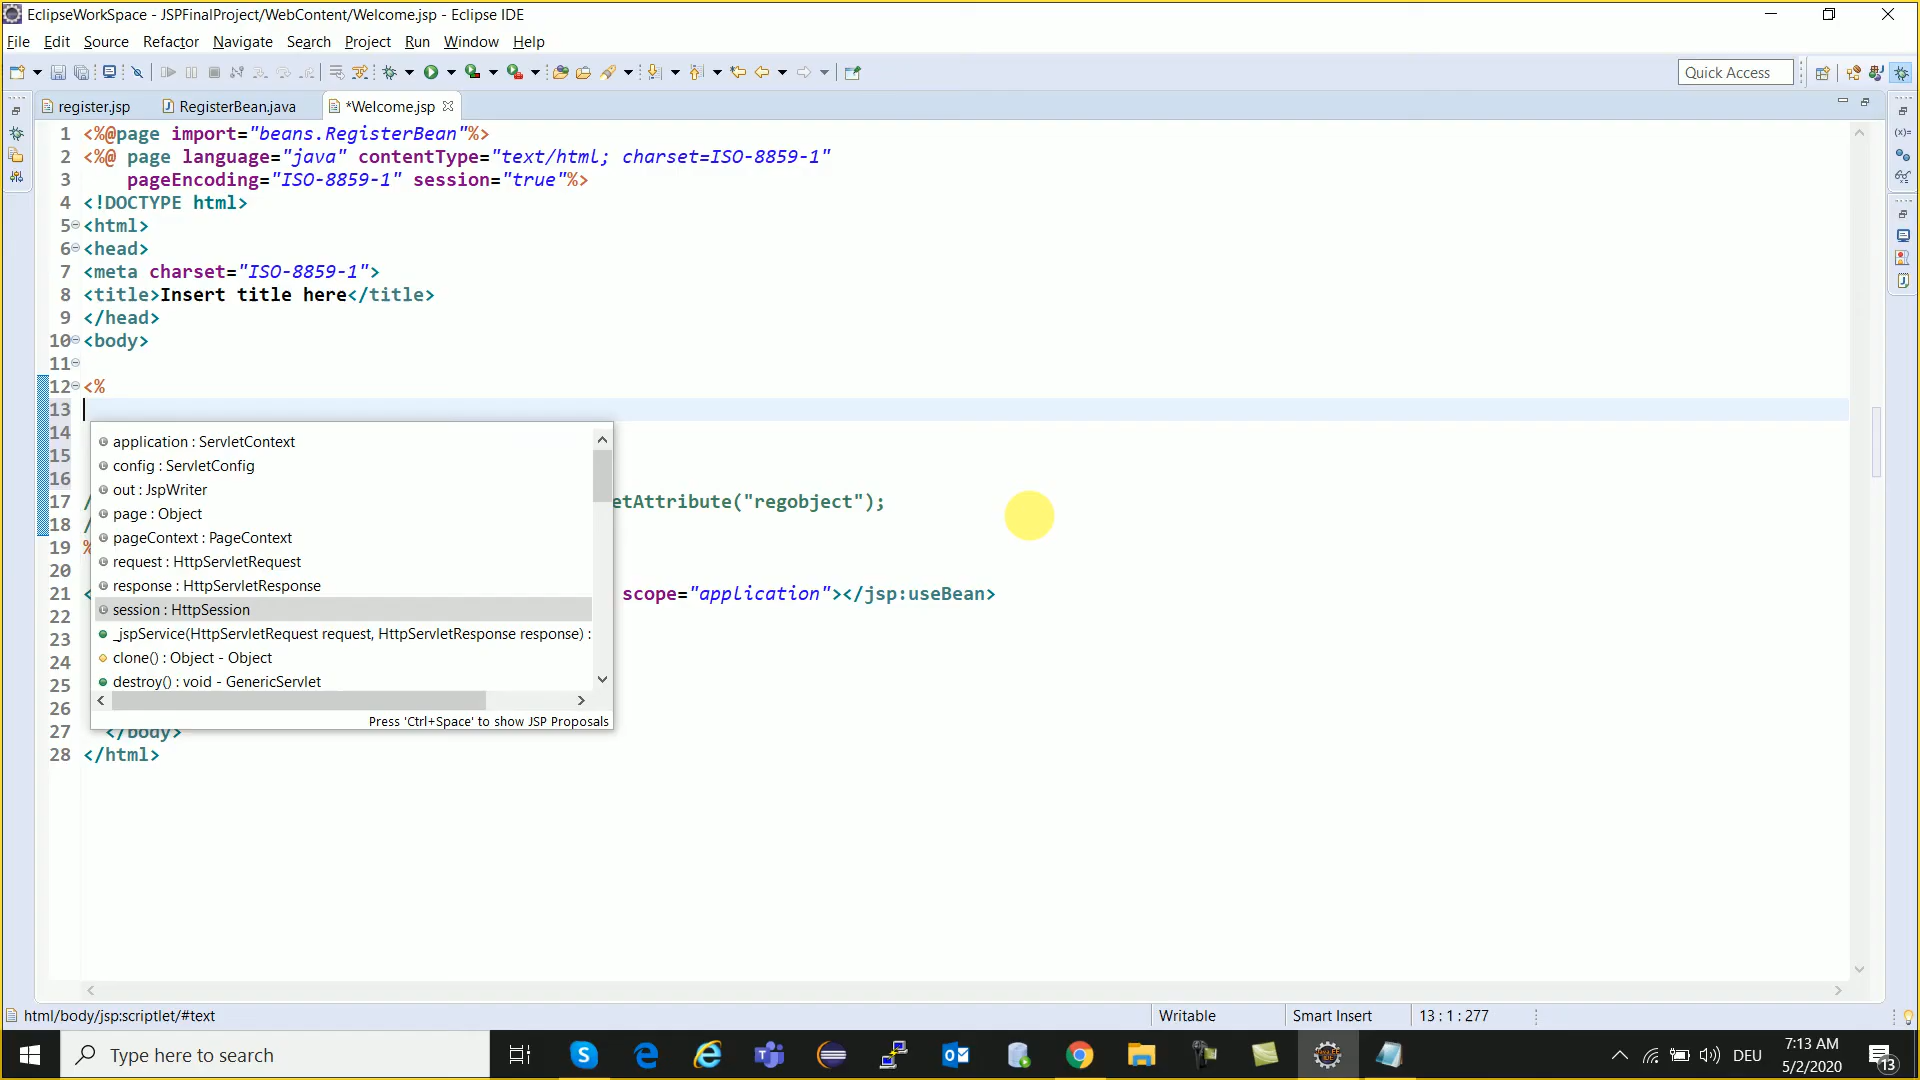 EclipseWorkSpace - JSPFinalProject/WebContent/Welcome.jsp - Eclipse IDE
File Edit Source Refactor Navigate Search Project Run Window Help
Quick Access
register.jsp RegisterBean.java *Welcome.jsp
1 <%@page import="beans.RegisterBean"%>
2 <%@ page language="java" contentType="text/html; charset=ISO-8859-1"
3 pageEncoding="ISO-8859-1" session="true"%>
4 <!DOCTYPE html>
5 <html>
6 <head>
7 <meta charset="ISO-8859-1">
8 <title>Insert title here</title>
9 </head>
10 <body>
11
12 <%
13
14
15
16
17 / etAttribute("regobject");
18 /
19 %
20
21 < scope="application"></jsp:useBean>
22
23
24
25
26
27 </body>
28 </html>
application : ServletContext
config : ServletConfig
out : JspWriter
page : Object
pageContext : PageContext
request : HttpServletRequest
response : HttpServletResponse
session : HttpSession
_jspService(HttpServletRequest request, HttpServletResponse response) :
clone() : Object - Object
destroy() : void - GenericServlet
Press 'Ctrl+Space' to show JSP Proposals
html/body/jsp:scriptlet/#text Writable Smart Insert 13 : 1 : 277
Type here to search
DEU
7:13 AM
5/2/2020
13